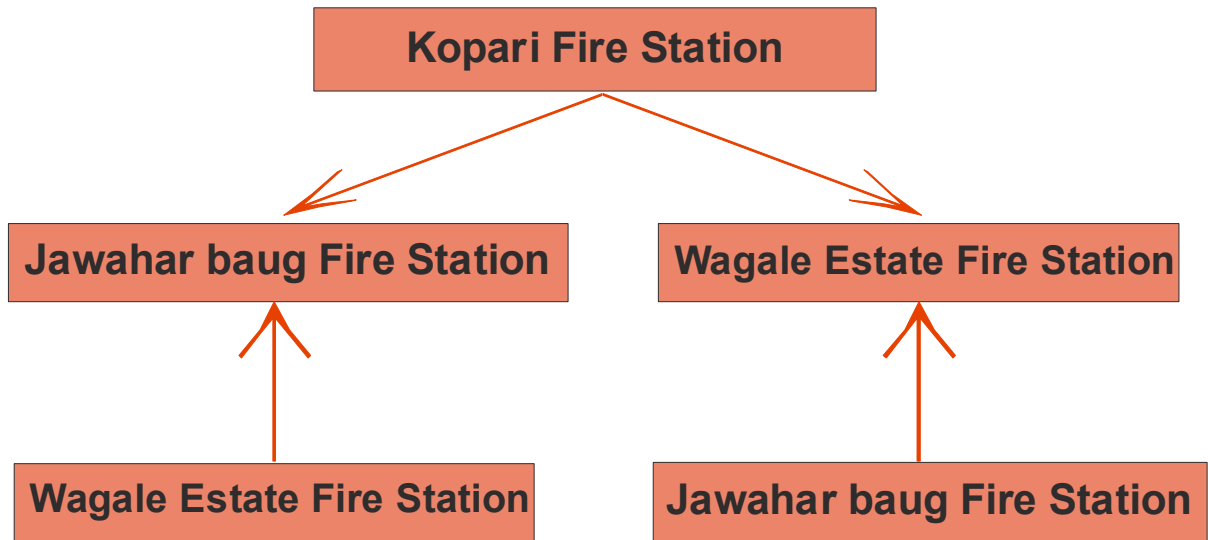 Kopari Fire Station
Jawahar baug Fire Station
Wagale Estate Fire Station
Wagale Estate Fire Station
Jawahar baug Fire Station